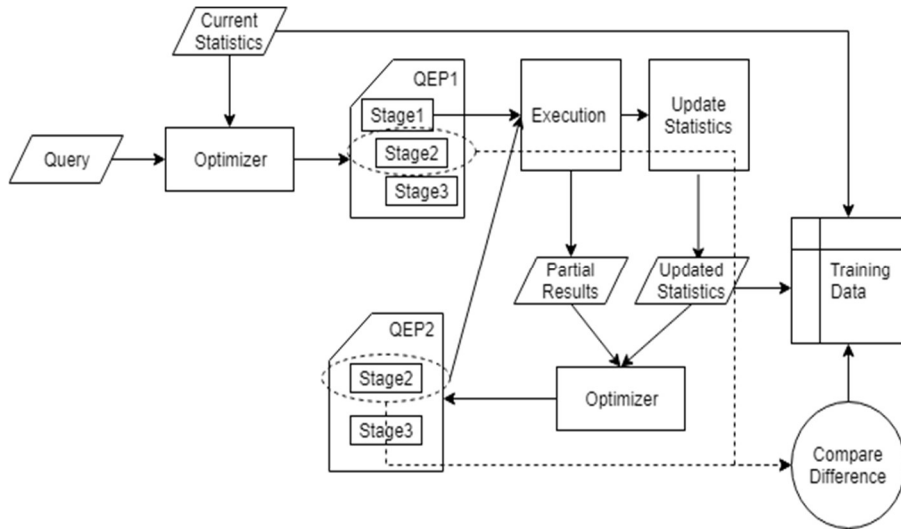 Current
Statistics
QEP1
Stage1
Stage2
Stage3
Execution
Update
Statistics
Query
Optimizer
Partial
Results
Updated
Statistics
Training
Data
QEP2
Stage2
Stage3
Optimizer
Compare
Difference